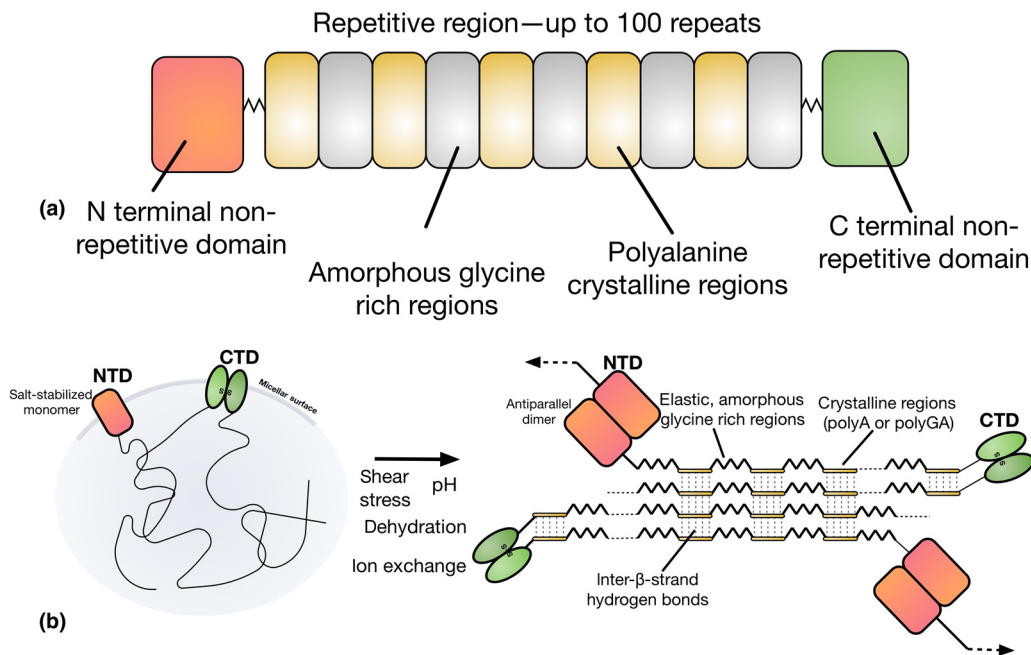 Repetitive region—up to 100 repeats
(a)
N terminal non-
repetitive domain
Amorphous glycine
rich regions
Polyalanine
crystalline regions
C terminal non-
repetitive domain
NTD
Salt-stabilized
monomer
CTD
s s
Micellar surface
Shear
stress
pH
Dehydration
Ion exchange
NTD
Antiparallel
dimer
Elastic, amorphous
glycine rich regions
Crystalline regions
(polyA or polyGA)
CTD
s s
s s
Inter-β-strand
hydrogen bonds
(b)